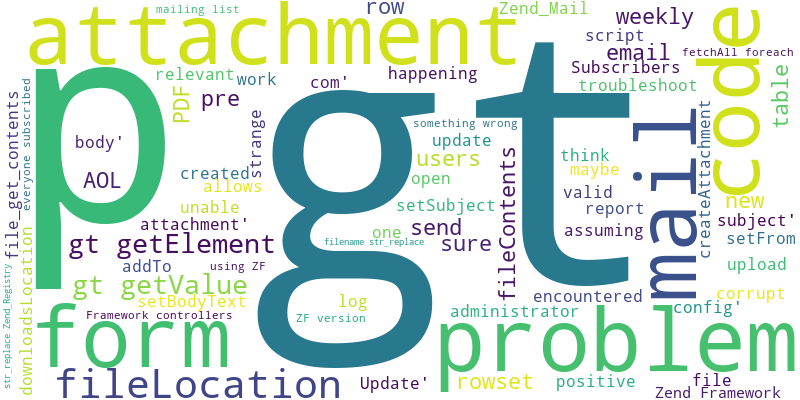 mailing list
row
Zend_Mail
attachment
weekly
script
email
fetchAll foreach
code
relevant
work
com'
happening
Subscribers
troubleshoot
PDF
pre
p
gt
table
everyone subscribed
file_get_contents
strange
something wrong
update
body'
users
think
maybe
mail
createAttachment
AOL
created
allows
open
valid
new
unable
setSubject
report
fileContents
attachment'
one
send
sure
assuming
subject'
setFrom
gt getElement
filename str_replace
addTo
using ZF
upload
gt getValue
downloadsLocation
str_replace Zend_Registry
setBodyText
log
encountered
corrupt
Framework controllers
ZF version
administrator
config'
form
problem
fileLocation
Update'
rowset
positive
file
Zend Framework